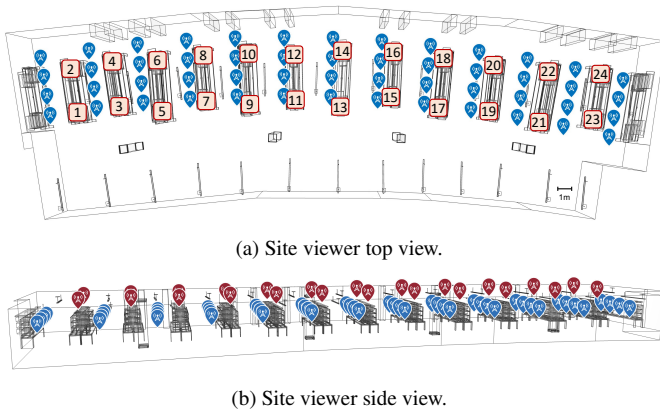 2 4 6 8 10 12 14 16 18 20 22 24
1 3 5 7 9 11 13 15 17 19 21 23
1m
(a) Site viewer top view.
(b) Site viewer side view.